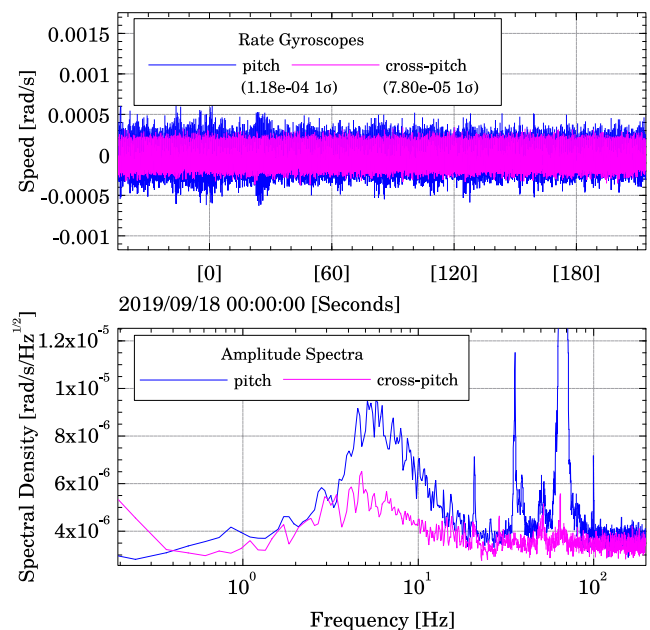 Speed [rad/s]
0.0015
0.001
0.0005
0
-0.0005
-0.001
Rate Gyroscopes
pitch cross-pitch
(1.18e-04 1σ) (7.80e-05 1σ)
[0] [60] [120] [180]
2019/09/18 00:00:00 [Seconds]
Spectral Density [rad/s/Hz^1/2]
1.2x10^-5
1x10^-5
8x10^-6
6x10^-6
4x10^-6
Amplitude Spectra
pitch cross-pitch
10^0 10^1 10^2
Frequency [Hz]